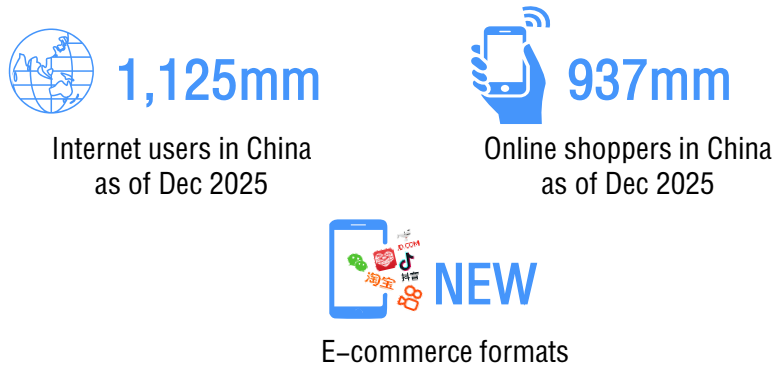 1,125mm
Internet users in China
as of Dec 2025
937mm
Online shoppers in China
as of Dec 2025
JD.COM
淘宝
抖音
NEW
E-commerce formats